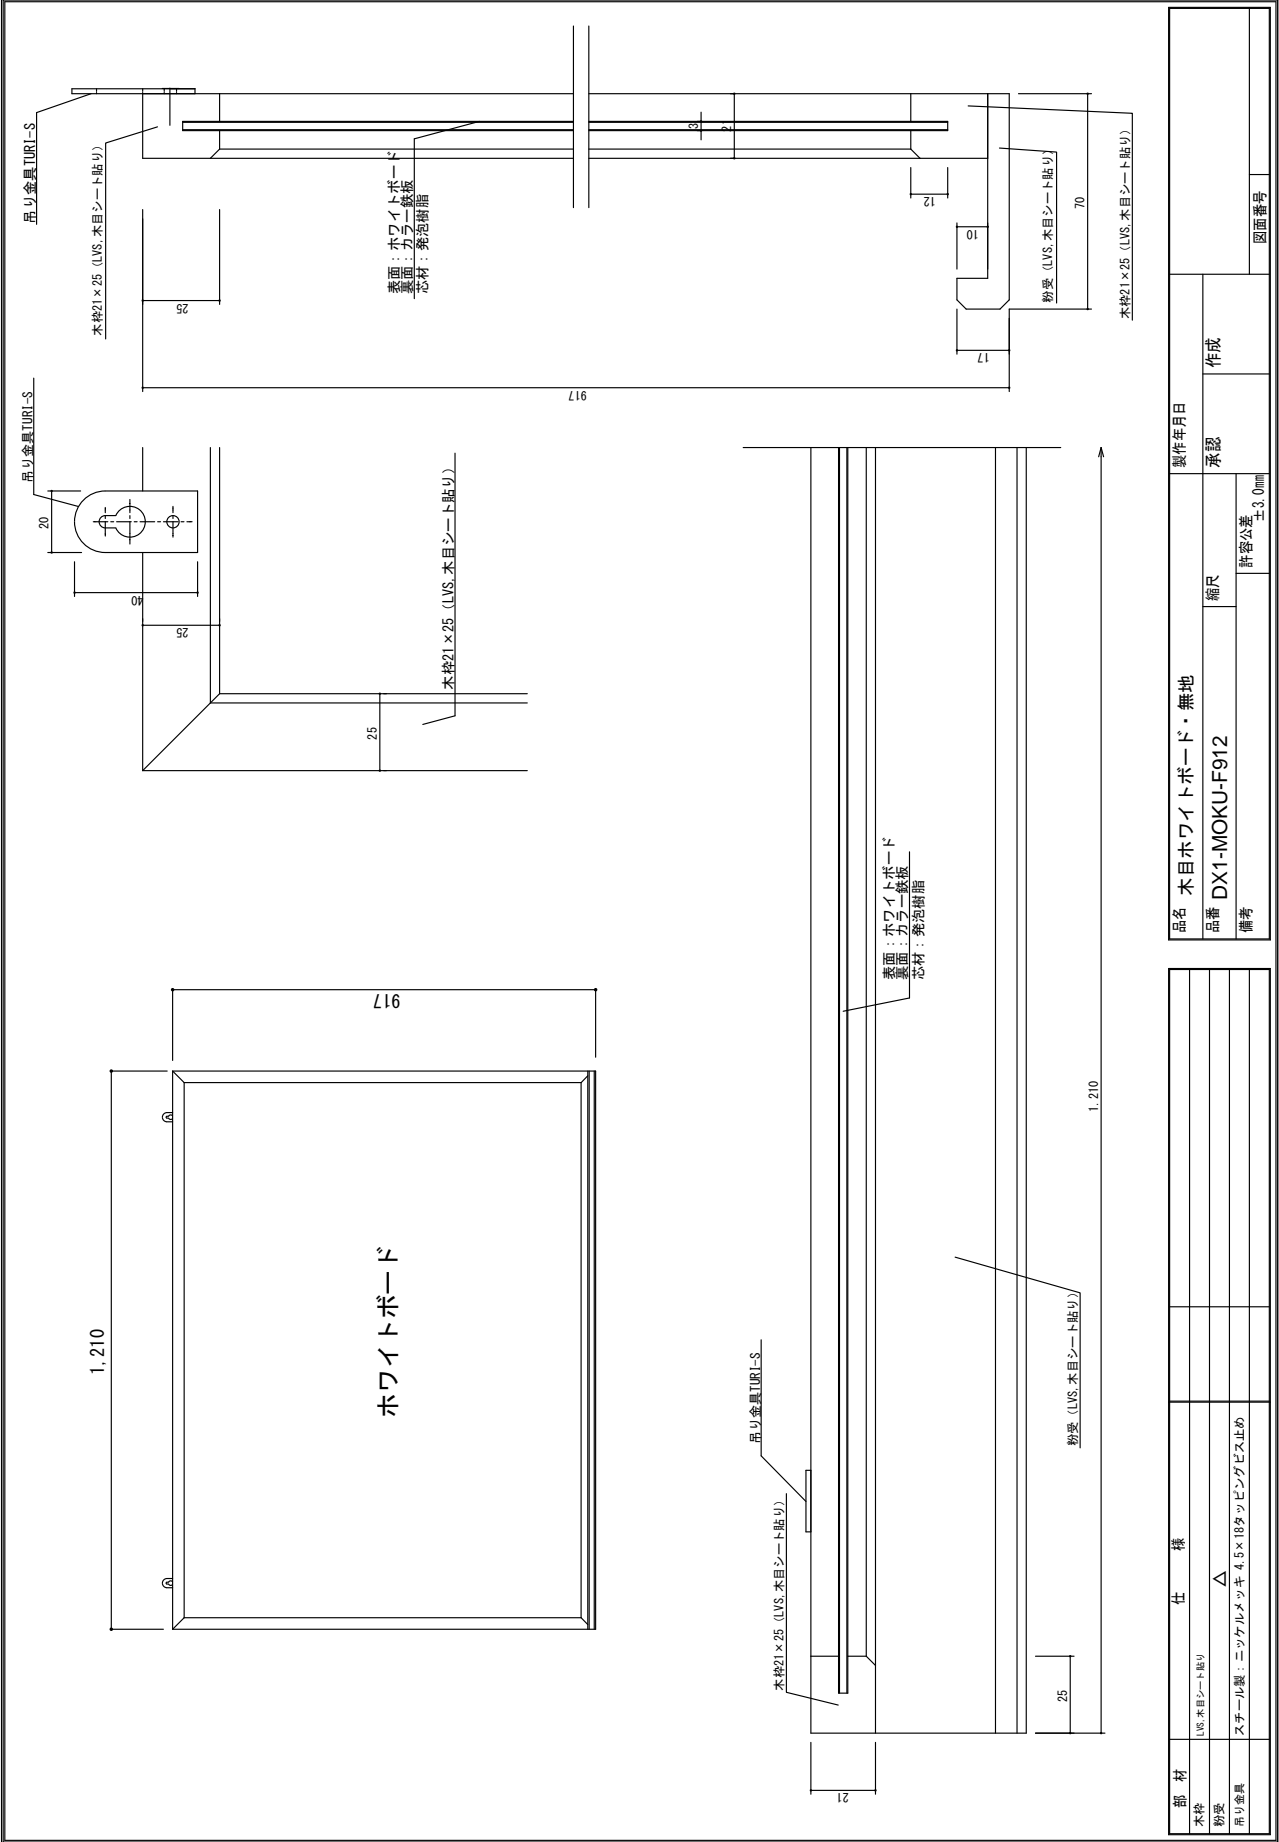 1,210
917
ホワイトボード
吊り金具TURI-S
20
40
25
25
木枠21×25（LVS,木目シート貼り）
吊り金具TURI-S
木枠21×25（LVS,木目シート貼り）
25
表面：ホワイトボード
裏面：カラー鉄板
芯材：発泡樹脂
3
12
10
17
70
917
粉受（LVS,木目シート貼り）
木枠21×25（LVS,木目シート貼り）
吊り金具TURI-S
木枠21×25（LVS,木目シート貼り）
表面：ホワイトボード
裏面：カラー鉄板
芯材：発泡樹脂
21
25
1,210
粉受（LVS,木目シート貼り）
部 材 仕 様
木枠 LVS,木目シート貼り
粉受 △
吊り金具 スチール製：ニッケルメッキ 4.5×18タッピングビス止め
品名 木目ホワイトボード・無地 製作年月日
品番 DX1-MOKU-F912 縮尺 承認 作成
備考 許容公差 ±3.0mm 図面番号